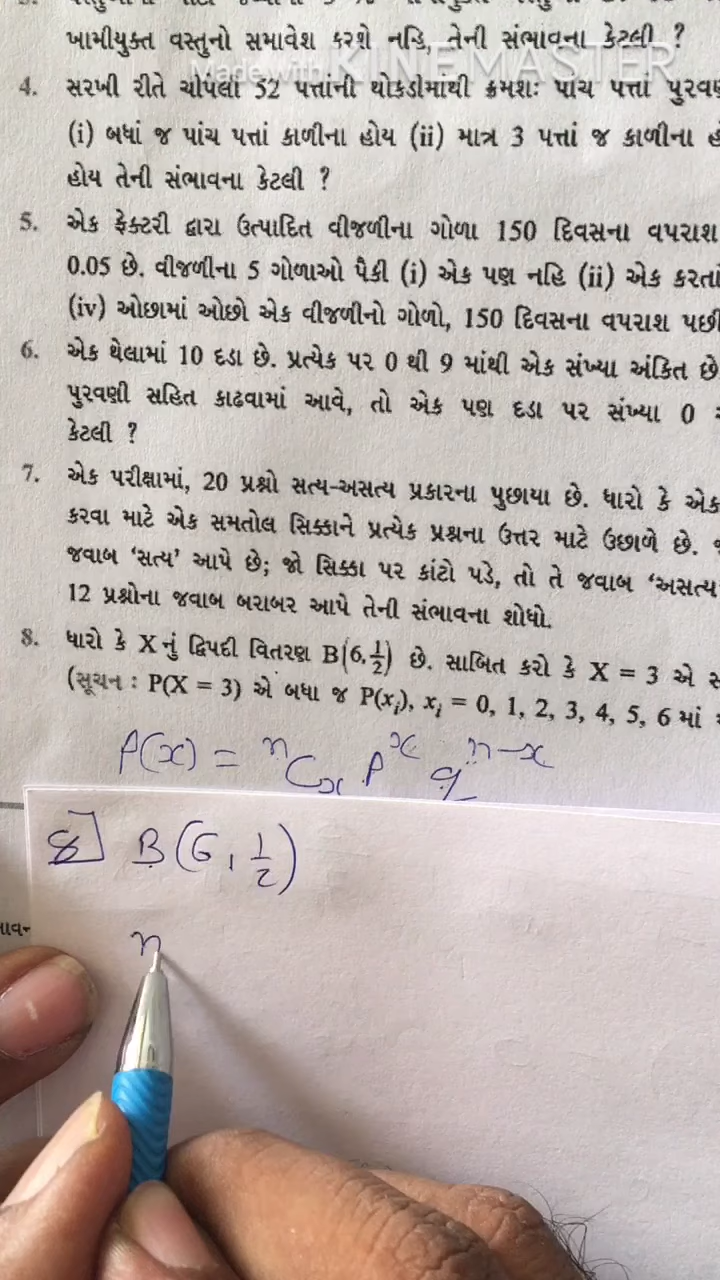 ખામીયુક્ત વસ્તુનો સમાવેશ કરશે નહિ, તેની સંભાવના કેટલી ?
Made with KINEMASTER
4. સરખી રીતે ચીપેલાં 52 પત્તાંની થોકડીમાંથી ક્રમશઃ પાંચ પત્તાં
(i) બધાં જ પાંચ પત્તાં કાળીના હોય (ii) માત્ર 3 પત્તાં જ કાળીના
હોય તેની સંભાવના કેટલી ?
5. એક ફેક્ટરી દ્વારા ઉત્પાદિત વીજળીના ગોળા 150 દિવસના વપરાશ
0.05 છે. વીજળીના 5 ગોળાઓ પૈકી (i) એક પણ નહિ (ii) એક કરતાં
(iv) ઓછામાં ઓછો એક વીજળીનો ગોળો, 150 દિવસના વપરાશ પછી
6. એક થેલામાં 10 દડા છે. પ્રત્યેક પર 0 થી 9 માંથી એક સંખ્યા અંકિત છે
પુરવણી સહિત કાઢવામાં આવે, તો એક પણ દડા પર સંખ્યા 0
કેટલી ?
7. એક પરીક્ષામાં, 20 પ્રશ્નો સત્ય-અસત્ય પ્રકારના પુછાયા છે. ધારો કે એક
કરવા માટે એક સમતોલ સિક્કાને પ્રત્યેક પ્રશ્નના ઉત્તર માટે ઉછાળે છે.
જવાબ ‘સત્ય’ આપે છે; જો સિક્કા પર કાંટો પડે, તો તે જવાબ ‘અસત્ય
12 પ્રશ્નોના જવાબ બરાબર આપે તેની સંભાવના શોધો.
8. ધારો કે X નું દ્વિપદી વિતરણ B(6, 1/2) છે. સાબિત કરો કે X = 3 એ
(સૂચન : P(X = 3) એ બધા જ P(xᵢ), xᵢ = 0, 1, 2, 3, 4, 5, 6 માં
P(x) = ⁿCₓ pˣ qⁿ⁻ˣ
8] B(6, 1/2)
n